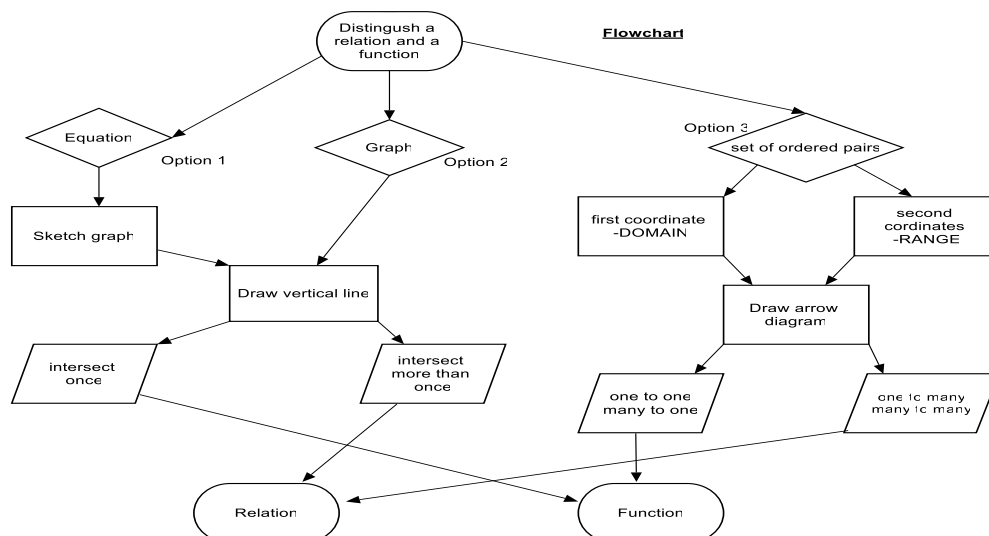 Distingush a
relation and a
function
Flowchart
Equation
Option 1
Graph
Option 2
Option 3
set of ordered pairs
Sketch graph
first coordinate
-DOMAIN
second
cordinates
-RANGE
Draw vertical line
Draw arrow
diagram
intersect
once
intersect
more than
once
one to one
many to one
one to many
many to many
Relation
Function